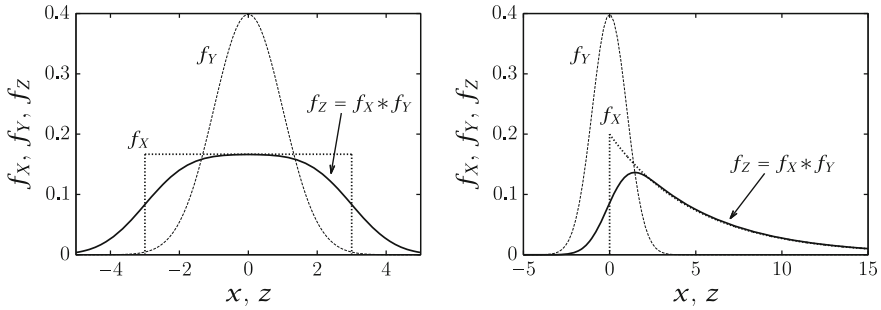 0.4
0.3
0.2
0.1
0
−4
−2
0
2
4
f_X, f_Y, f_Z
x, z
f_Y
f_X
f_Z = f_X * f_Y
0.4
0.3
0.2
0.1
0
−5
0
5
10
15
f_X, f_Y, f_Z
x, z
f_Y
f_X
f_Z = f_X * f_Y